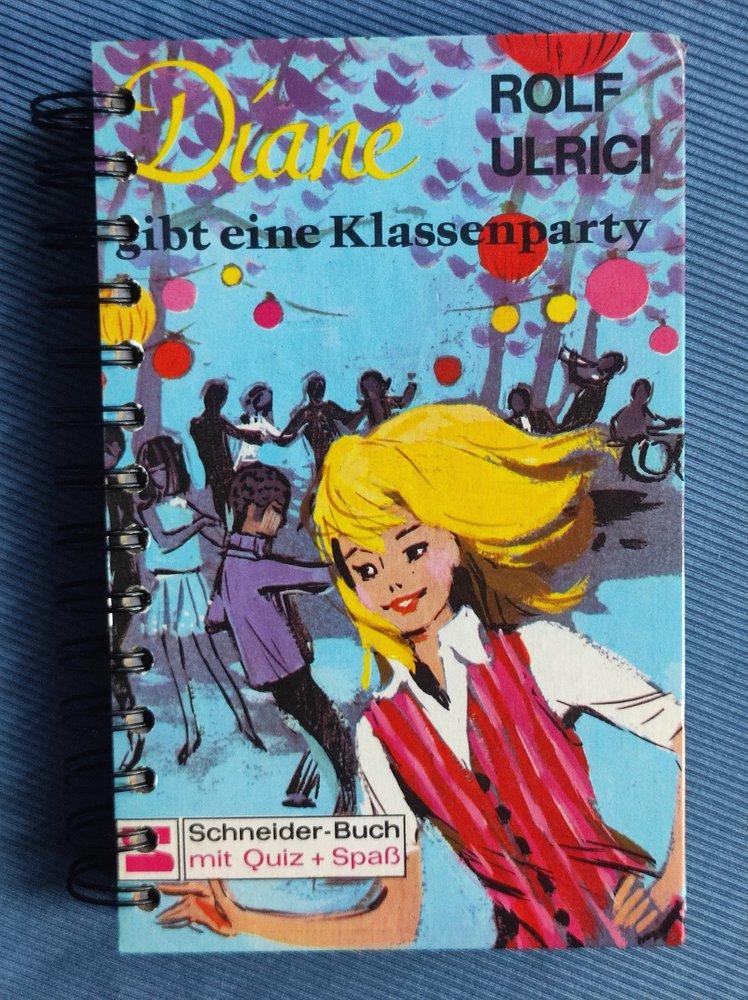 Diane
ROLF
ULRICI
gibt eine Klassenparty
Schneider-Buch
mit Quiz + Spaß